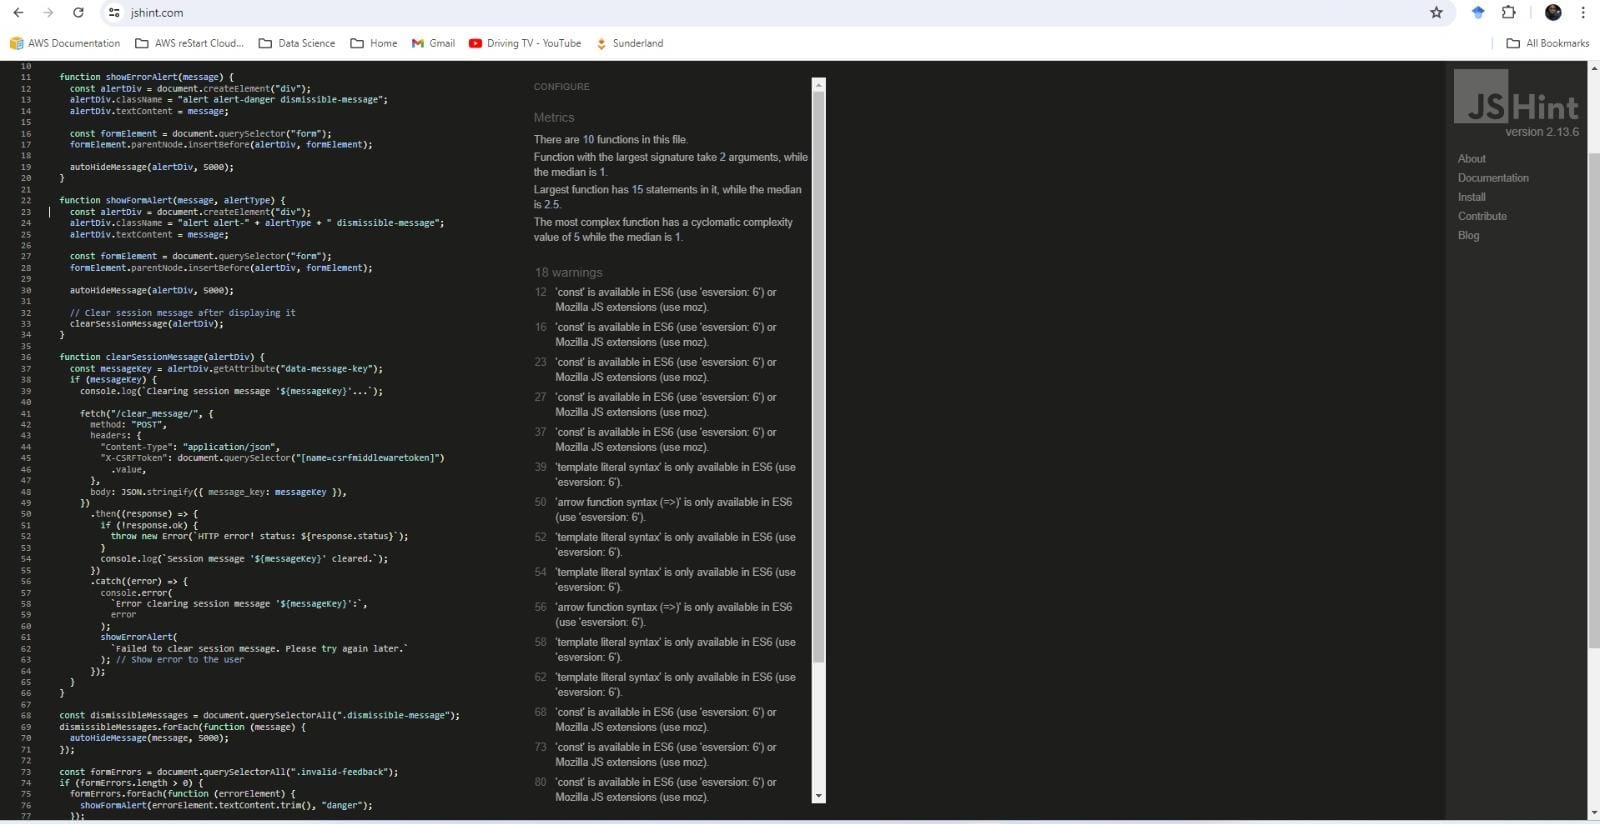 jshint.com
AWS Documentation
AWS reStart Cloud...
Data Science
Home
Gmail
Driving TV - YouTube
Sunderland
All Bookmarks
10
11 function showErrorAlert(message) {
12 const alertDiv = document.createElement("div");
13 alertDiv.className = "alert alert-danger dismissible-message";
14 alertDiv.textContent = message;
15
16 const formElement = document.querySelector("form");
17 formElement.parentNode.insertBefore(alertDiv, formElement);
18
19 autoHideMessage(alertDiv, 5000);
20 }
21
22 function showFormAlert(message, alertType) {
23 const alertDiv = document.createElement("div");
24 alertDiv.className = "alert alert-" + alertType + " dismissible-message";
25 alertDiv.textContent = message;
26
27 const formElement = document.querySelector("form");
28 formElement.parentNode.insertBefore(alertDiv, formElement);
29
30 autoHideMessage(alertDiv, 5000);
31
32 // Clear session message after displaying it
33 clearSessionMessage(alertDiv);
34 }
35
36 function clearSessionMessage(alertDiv) {
37 const messageKey = alertDiv.getAttribute("data-message-key");
38 if (messageKey) {
39 console.log(`Clearing session message '${messageKey}'...`);
40
41 fetch("/clear_message/", {
42 method: "POST",
43 headers: {
44 "Content-Type": "application/json",
45 "X-CSRFToken": document.querySelector("[name=csrfmiddlewaretoken]")
46 .value,
47 },
48 body: JSON.stringify({ message_key: messageKey }),
49 })
50 .then((response) => {
51 if (!response.ok) {
52 throw new Error(`HTTP error! status: ${response.status}`);
53 }
54 console.log(`Session message '${messageKey}' cleared.`);
55 })
56 .catch((error) => {
57 console.error(
58 `Error clearing session message '${messageKey}':`,
59 error
60 );
61 showErrorAlert(
62 `Failed to clear session message. Please try again later.`
63 ); // Show error to the user
64 });
65 }
66 }
67
68 const dismissibleMessages = document.querySelectorAll(".dismissible-message");
69 dismissibleMessages.forEach(function (message) {
70 autoHideMessage(message, 5000);
71 });
72
73 const formErrors = document.querySelectorAll(".invalid-feedback");
74 if (formErrors.length > 0) {
75 formErrors.forEach(function (errorElement) {
76 showFormAlert(errorElement.textContent.trim(), "danger");
77 });
CONFIGURE
Metrics
There are 10 functions in this file.
Function with the largest signature take 2 arguments, while
the median is 1.
Largest function has 15 statements in it, while the median
is 2.5.
The most complex function has a cyclomatic complexity
value of 5 while the median is 1.
18 warnings
12 'const' is available in ES6 (use 'esversion: 6') or
Mozilla JS extensions (use moz).
16 'const' is available in ES6 (use 'esversion: 6') or
Mozilla JS extensions (use moz).
23 'const' is available in ES6 (use 'esversion: 6') or
Mozilla JS extensions (use moz).
27 'const' is available in ES6 (use 'esversion: 6') or
Mozilla JS extensions (use moz).
37 'const' is available in ES6 (use 'esversion: 6') or
Mozilla JS extensions (use moz).
39 'template literal syntax' is only available in ES6 (use
'esversion: 6').
50 'arrow function syntax (=>)' is only available in ES6
(use 'esversion: 6').
52 'template literal syntax' is only available in ES6 (use
'esversion: 6').
54 'template literal syntax' is only available in ES6 (use
'esversion: 6').
56 'arrow function syntax (=>)' is only available in ES6
(use 'esversion: 6').
58 'template literal syntax' is only available in ES6 (use
'esversion: 6').
62 'template literal syntax' is only available in ES6 (use
'esversion: 6').
68 'const' is available in ES6 (use 'esversion: 6') or
Mozilla JS extensions (use moz).
73 'const' is available in ES6 (use 'esversion: 6') or
Mozilla JS extensions (use moz).
80 'const' is available in ES6 (use 'esversion: 6') or
Mozilla JS extensions (use moz).
JSHint
version 2.13.6
About
Documentation
Install
Contribute
Blog